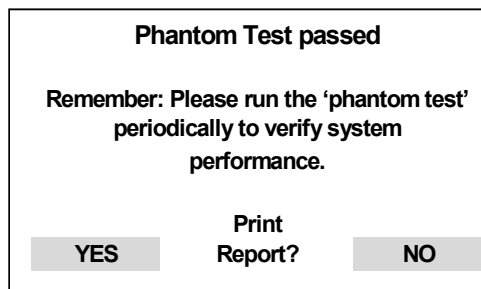 Phantom Test passed
Remember: Please run the ‘phantom test’
periodically to verify system
performance.
Print
YES Report? NO